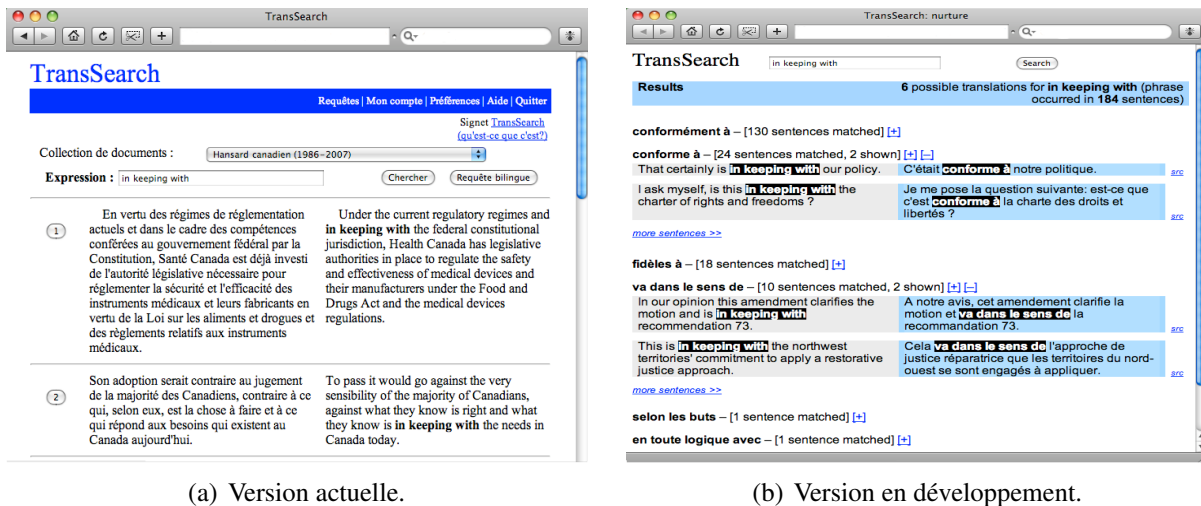 TransSearch
TransSearch
Requêtes | Mon compte | Préférences | Aide | Quitter
Signet TransSearch
(qu'est-ce que c'est?)
Collection de documents :
Hansard canadien (1986-2007)
Expression :
in keeping with
Chercher
Requête bilingue
1
En vertu des régimes de réglementation
actuels et dans le cadre des compétences
conférées au gouvernement fédéral par la
Constitution, Santé Canada est déjà investi
de l'autorité législative nécessaire pour
réglementer la sécurité et l'efficacité des
instruments médicaux et leurs fabricants en
vertu de la Loi sur les aliments et drogues et
des règlements relatifs aux instruments
médicaux.
Under the current regulatory regimes and
in keeping with the federal constitutional
jurisdiction, Health Canada has legislative
authorities in place to regulate the safety
and effectiveness of medical devices and
their manufacturers under the Food and
Drugs Act and the medical devices
regulations.
2
Son adoption serait contraire au jugement
de la majorité des Canadiens, contraire à ce
qui, selon eux, est la chose à faire et à ce
qui répond aux besoins qui existent au
Canada aujourd'hui.
To pass it would go against the very
sensibility of the majority of Canadians,
against what they know is right and what
they know is in keeping with the needs in
Canada today.
(a) Version actuelle.
TransSearch: nurture
TransSearch
in keeping with
Search
Results
6 possible translations for in keeping with (phrase
occurred in 184 sentences)
conformément à – [130 sentences matched] [+]
conforme à – [24 sentences matched, 2 shown] [+] [–]
That certainly is in keeping with our policy.
C'était conforme à notre politique.
src
I ask myself, is this in keeping with the
charter of rights and freedoms ?
Je me pose la question suivante: est-ce que
c'est conforme à la charte des droits et
libertés ?
src
more sentences >>
fidèles à – [18 sentences matched] [+]
va dans le sens de – [10 sentences matched, 2 shown] [+] [–]
In our opinion this amendment clarifies the
motion and is in keeping with
recommendation 73.
A notre avis, cet amendement clarifie la
motion et va dans le sens de la
recommandation 73.
src
This is in keeping with the northwest
territories' commitment to apply a restorative
justice approach.
Cela va dans le sens de l'approche de
justice réparatrice que les territoires du nord-
ouest se sont engagés à appliquer.
src
more sentences >>
selon les buts – [1 sentence matched] [+]
en toute logique avec – [1 sentence matched] [+]
(b) Version en développement.